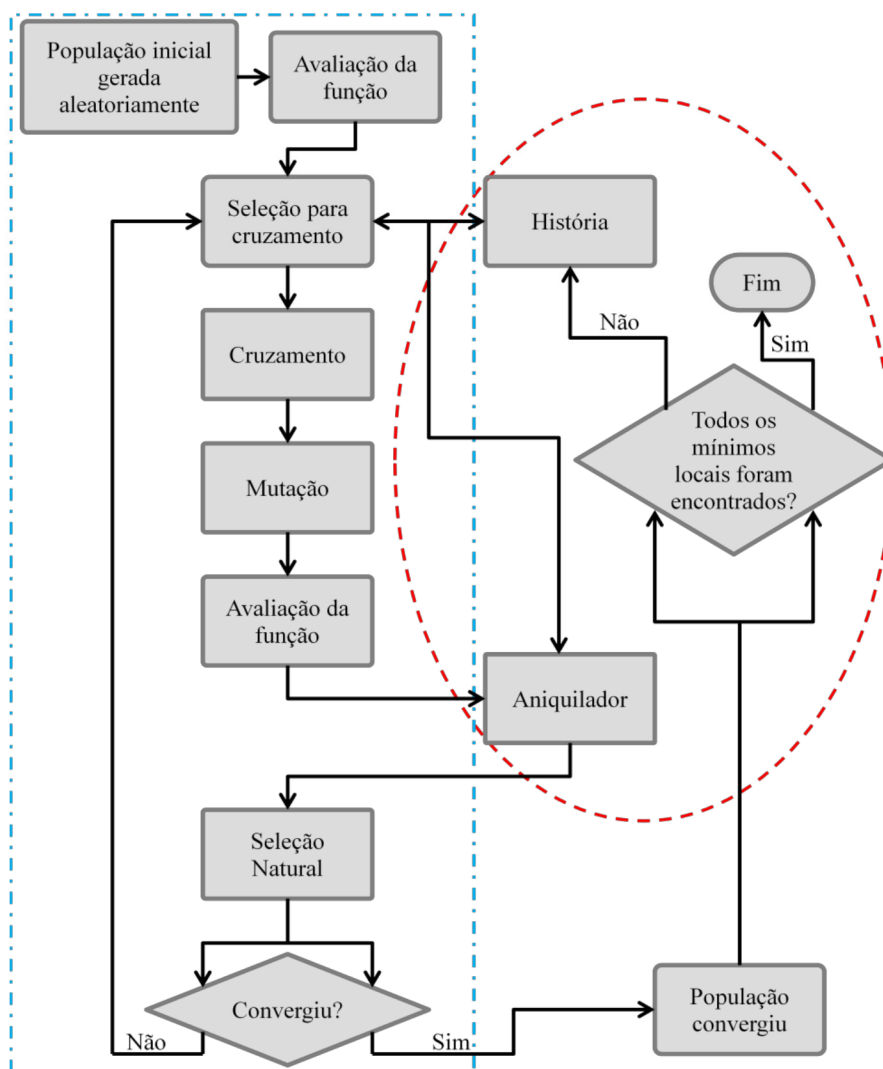 População inicial
gerada
aleatoriamente
Avaliação da
função
Seleção para
cruzamento
História
Fim
Não
Sim
Cruzamento
Todos os
mínimos
locais foram
encontrados?
Mutação
Avaliação da
função
Aniquilador
Seleção
Natural
Convergiu?
Não
Sim
População
convergiu